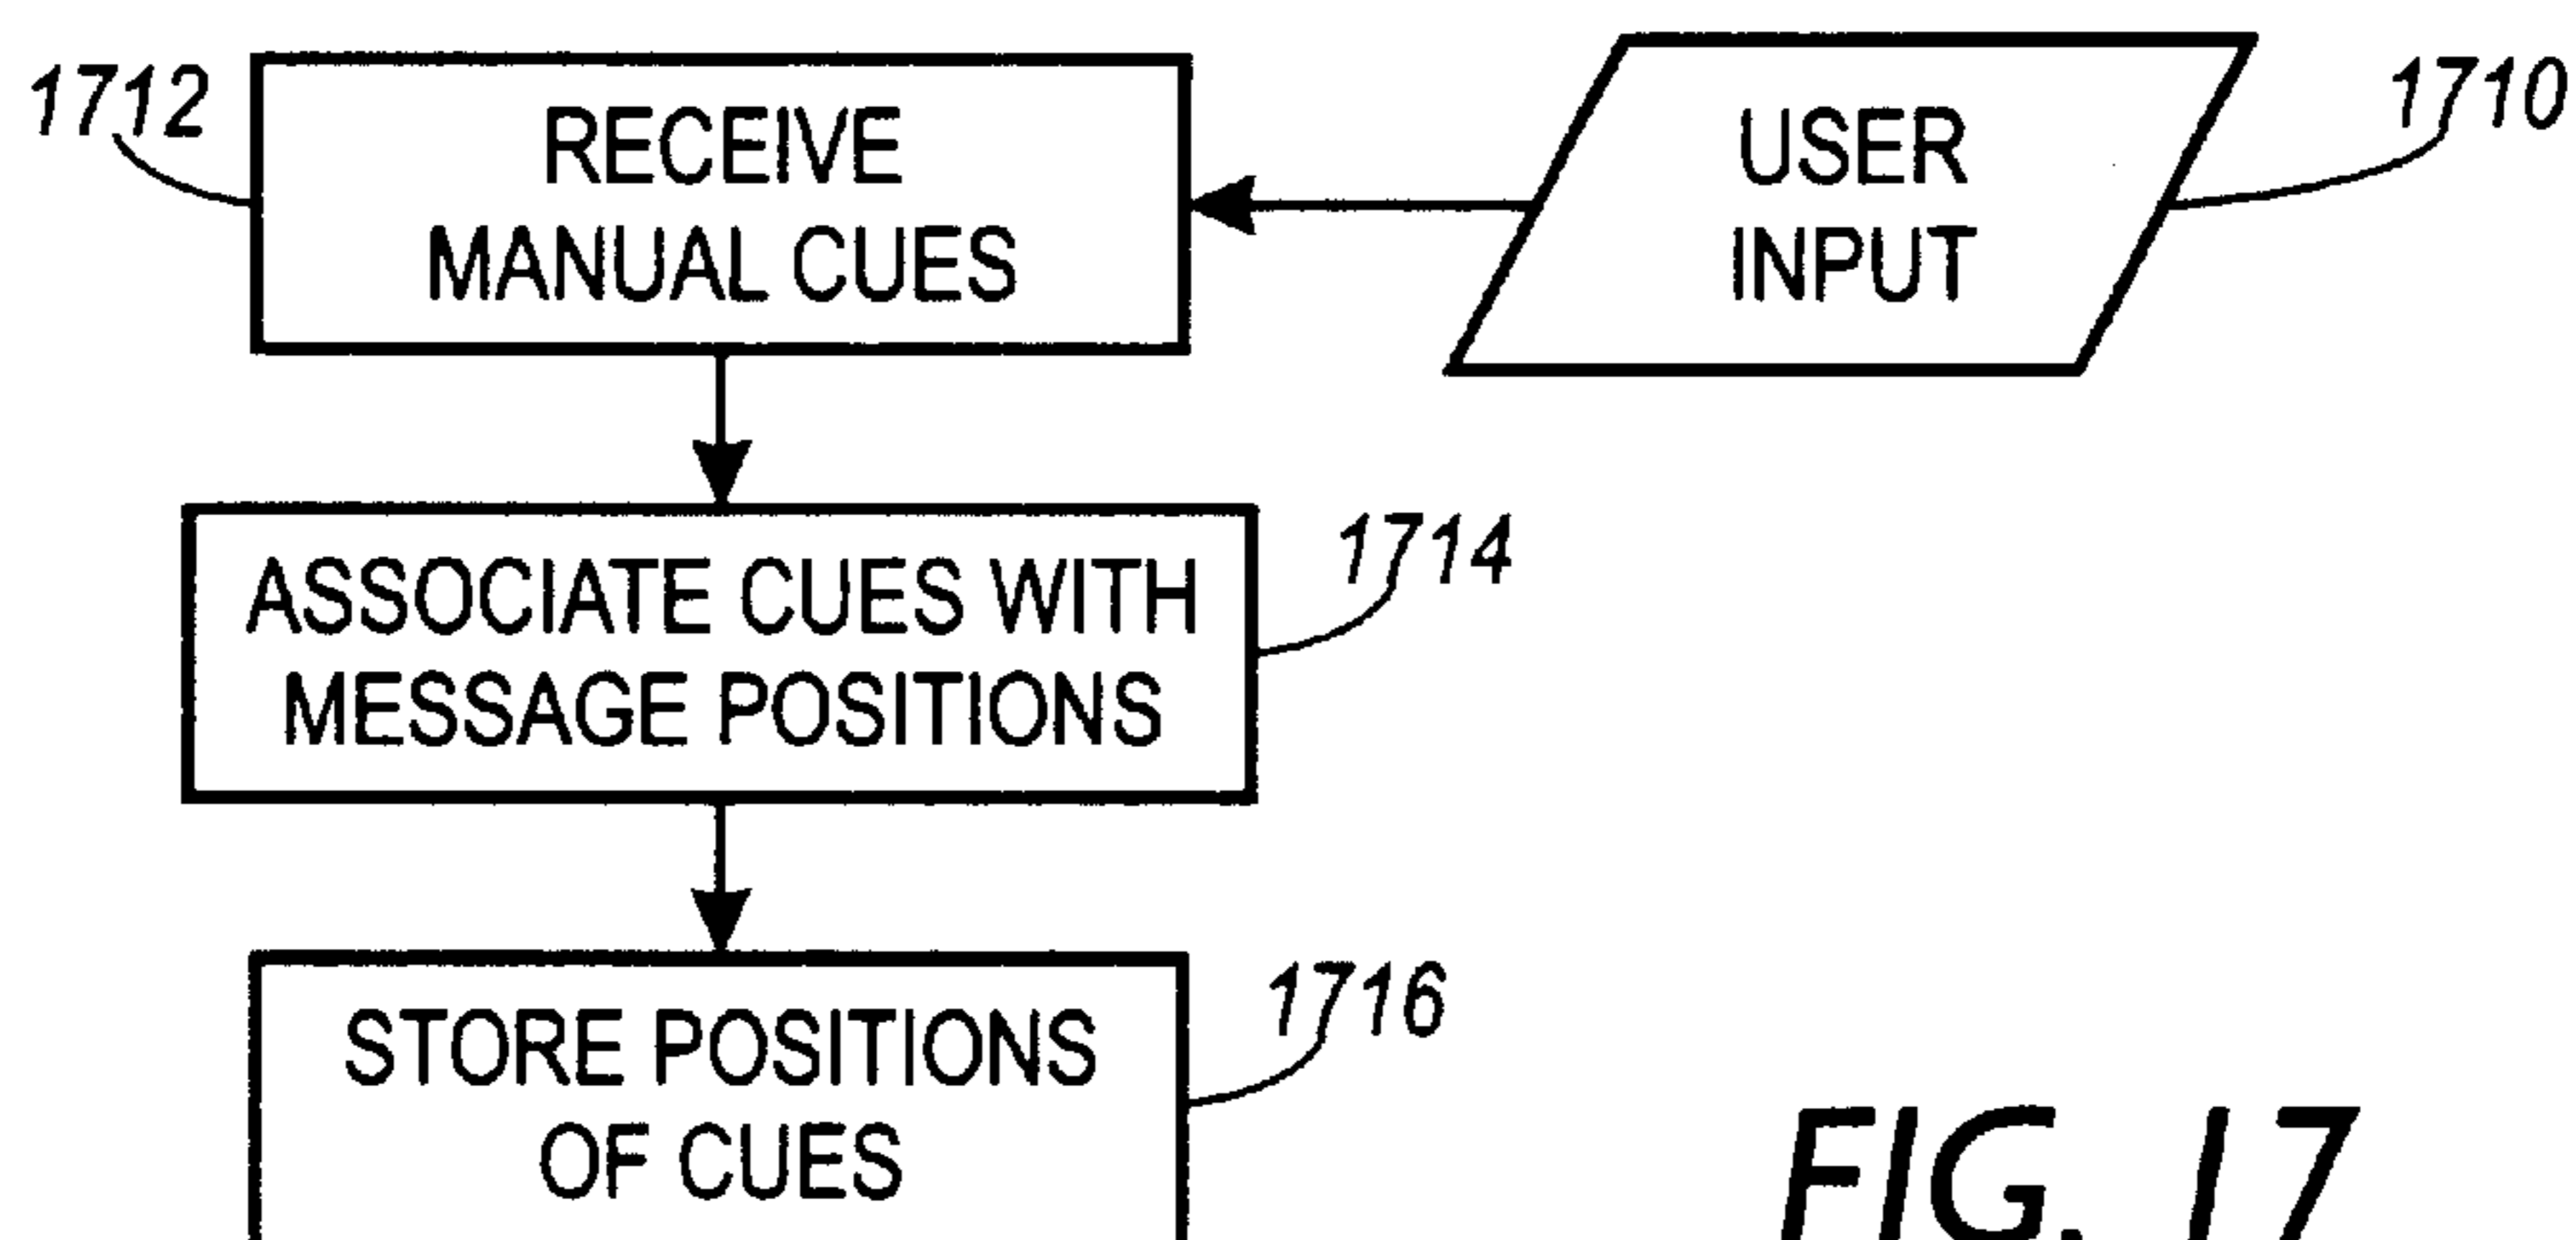 1712
RECEIVE
MANUAL CUES
USER
INPUT
1710
ASSOCIATE CUES WITH
MESSAGE POSITIONS
1714
STORE POSITIONS
OF CUES
1716
FIG. 17